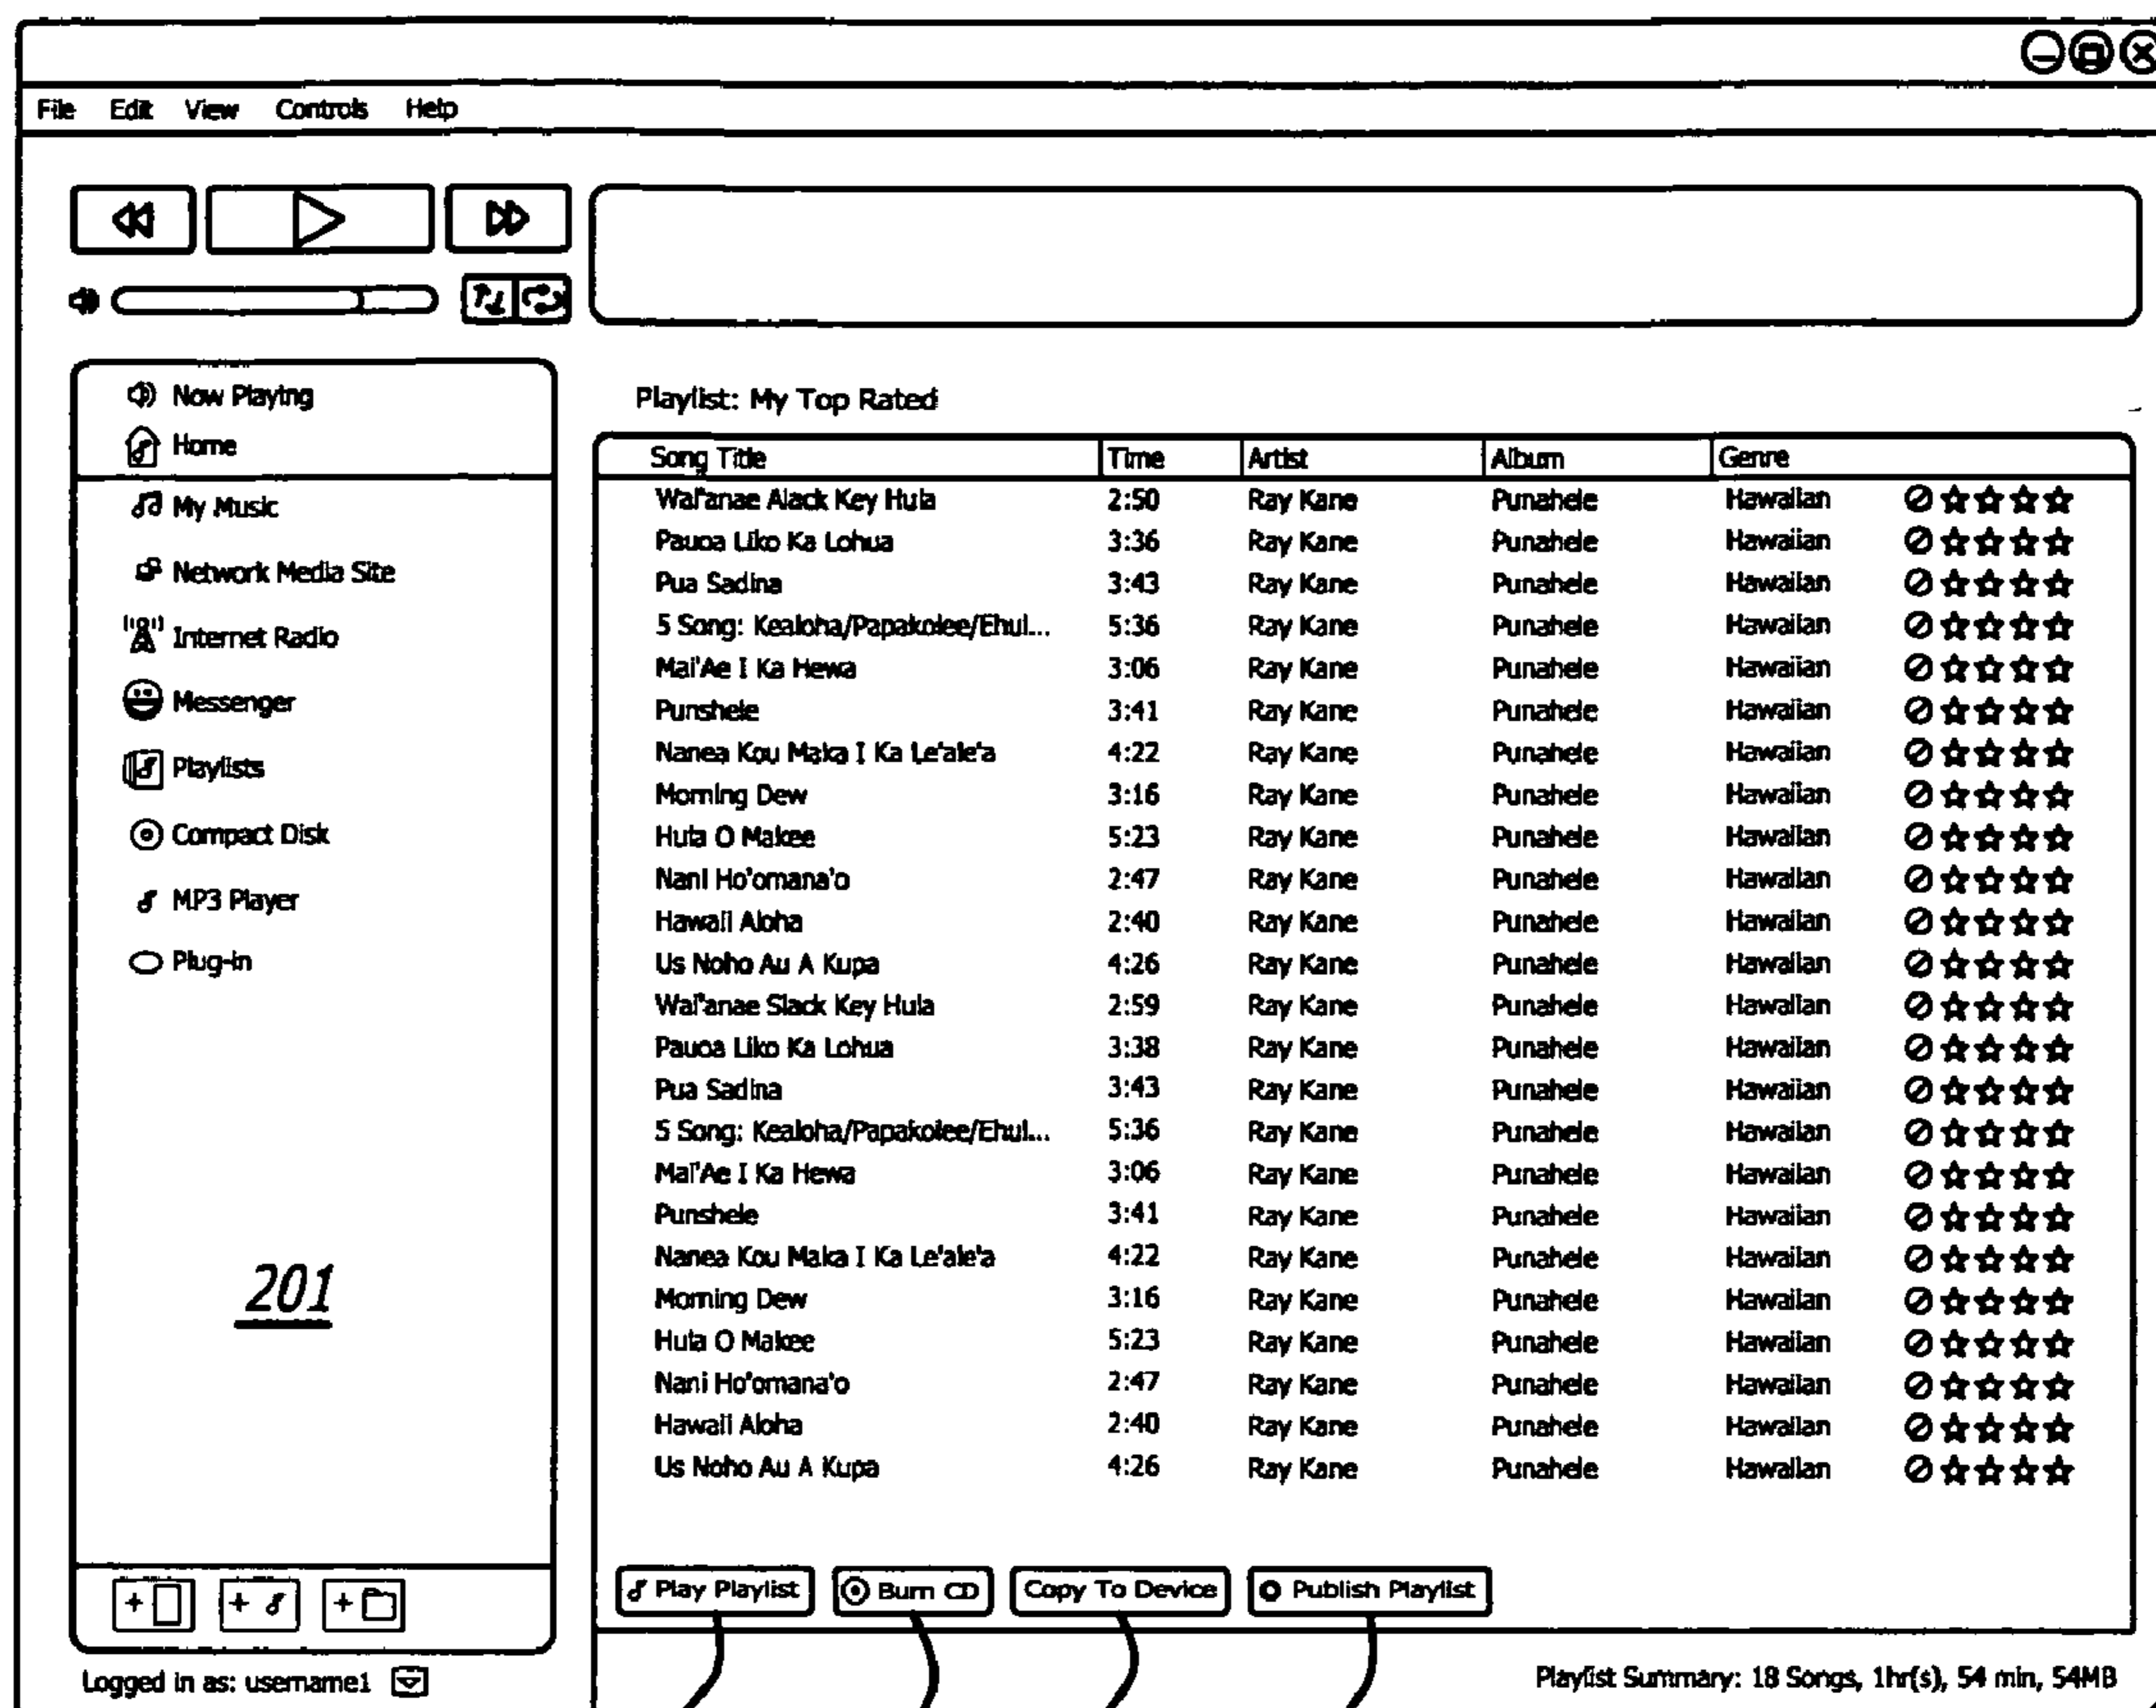 File Edit View Controls Help
Now Playing
Home
My Music
Network Media Site
Internet Radio
Messenger
Playlists
Compact Disk
MP3 Player
Plug-in
201
Logged in as: username1
Playlist: My Top Rated
Song Title Time Artist Album Genre
Wai'anae Alack Key Hula 2:50 Ray Kane Punahele Hawaiian
Pauoa Liko Ka Lohua 3:36 Ray Kane Punahele Hawaiian
Pua Sadina 3:43 Ray Kane Punahele Hawaiian
5 Song: Kealoha/Papakolee/Ehul... 5:36 Ray Kane Punahele Hawaiian
Mai'Ae I Ka Hewa 3:06 Ray Kane Punahele Hawaiian
Punshele 3:41 Ray Kane Punahele Hawaiian
Nanea Kou Maka I Ka Le'ale'a 4:22 Ray Kane Punahele Hawaiian
Morning Dew 3:16 Ray Kane Punahele Hawaiian
Hula O Makee 5:23 Ray Kane Punahele Hawaiian
Nani Ho'omana'o 2:47 Ray Kane Punahele Hawaiian
Hawaii Aloha 2:40 Ray Kane Punahele Hawaiian
Us Noho Au A Kupa 4:26 Ray Kane Punahele Hawaiian
Wai'anae Slack Key Hula 2:59 Ray Kane Punahele Hawaiian
Pauoa Liko Ka Lohua 3:38 Ray Kane Punahele Hawaiian
Pua Sadina 3:43 Ray Kane Punahele Hawaiian
5 Song: Kealoha/Papakolee/Ehul... 5:36 Ray Kane Punahele Hawaiian
Mai'Ae I Ka Hewa 3:06 Ray Kane Punahele Hawaiian
Punshele 3:41 Ray Kane Punahele Hawaiian
Nanea Kou Maka I Ka Le'ale'a 4:22 Ray Kane Punahele Hawaiian
Morning Dew 3:16 Ray Kane Punahele Hawaiian
Hula O Makee 5:23 Ray Kane Punahele Hawaiian
Nani Ho'omana'o 2:47 Ray Kane Punahele Hawaiian
Hawaii Aloha 2:40 Ray Kane Punahele Hawaiian
Us Noho Au A Kupa 4:26 Ray Kane Punahele Hawaiian
Play Playlist Burn CD Copy To Device Publish Playlist
Playlist Summary: 18 Songs, 1hr(s), 54 min, 54MB